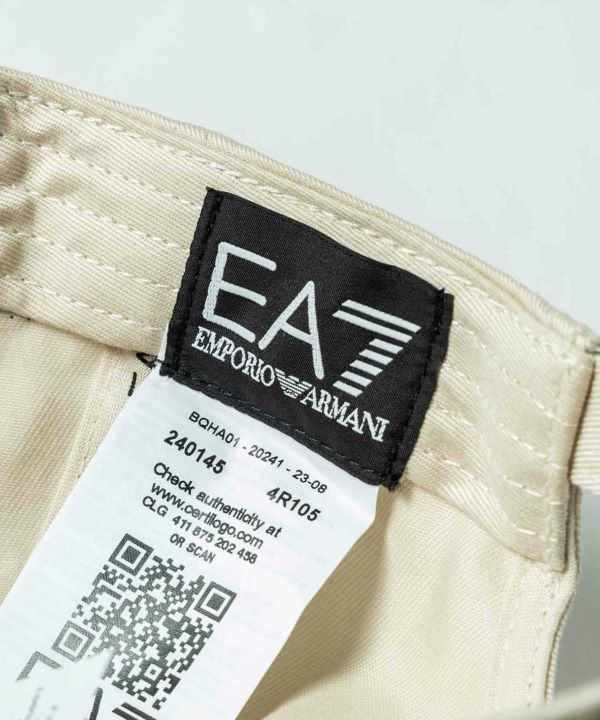 EA7
EMPORIO ARMANI
BQHA01 - 20241 - 23-08
240145 4R105
Check authenticity at
www.certilogo.com
CLG 411 875 202 458
OR SCAN